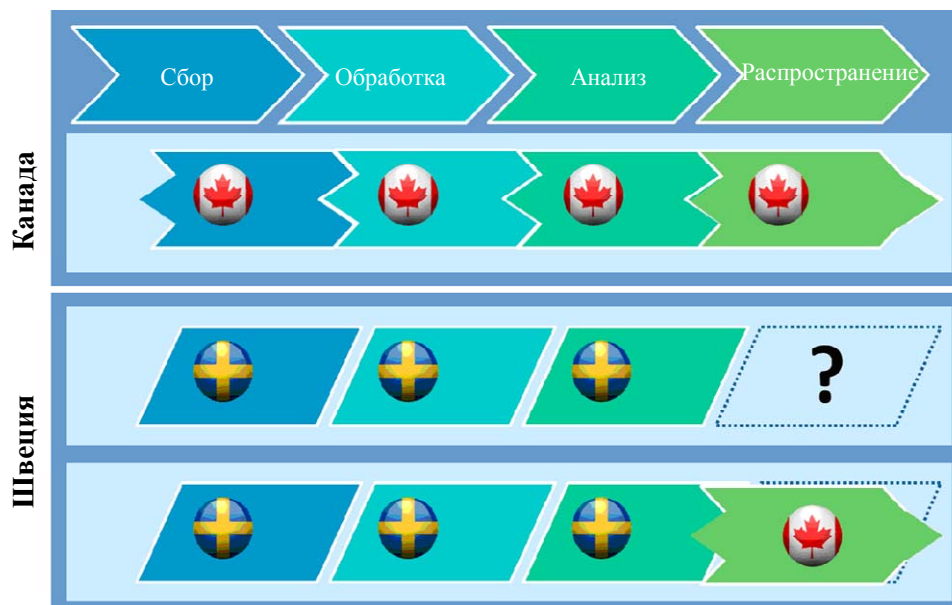 Сбор
Обработка
Анализ
Распространение
Канада
Швеция
?